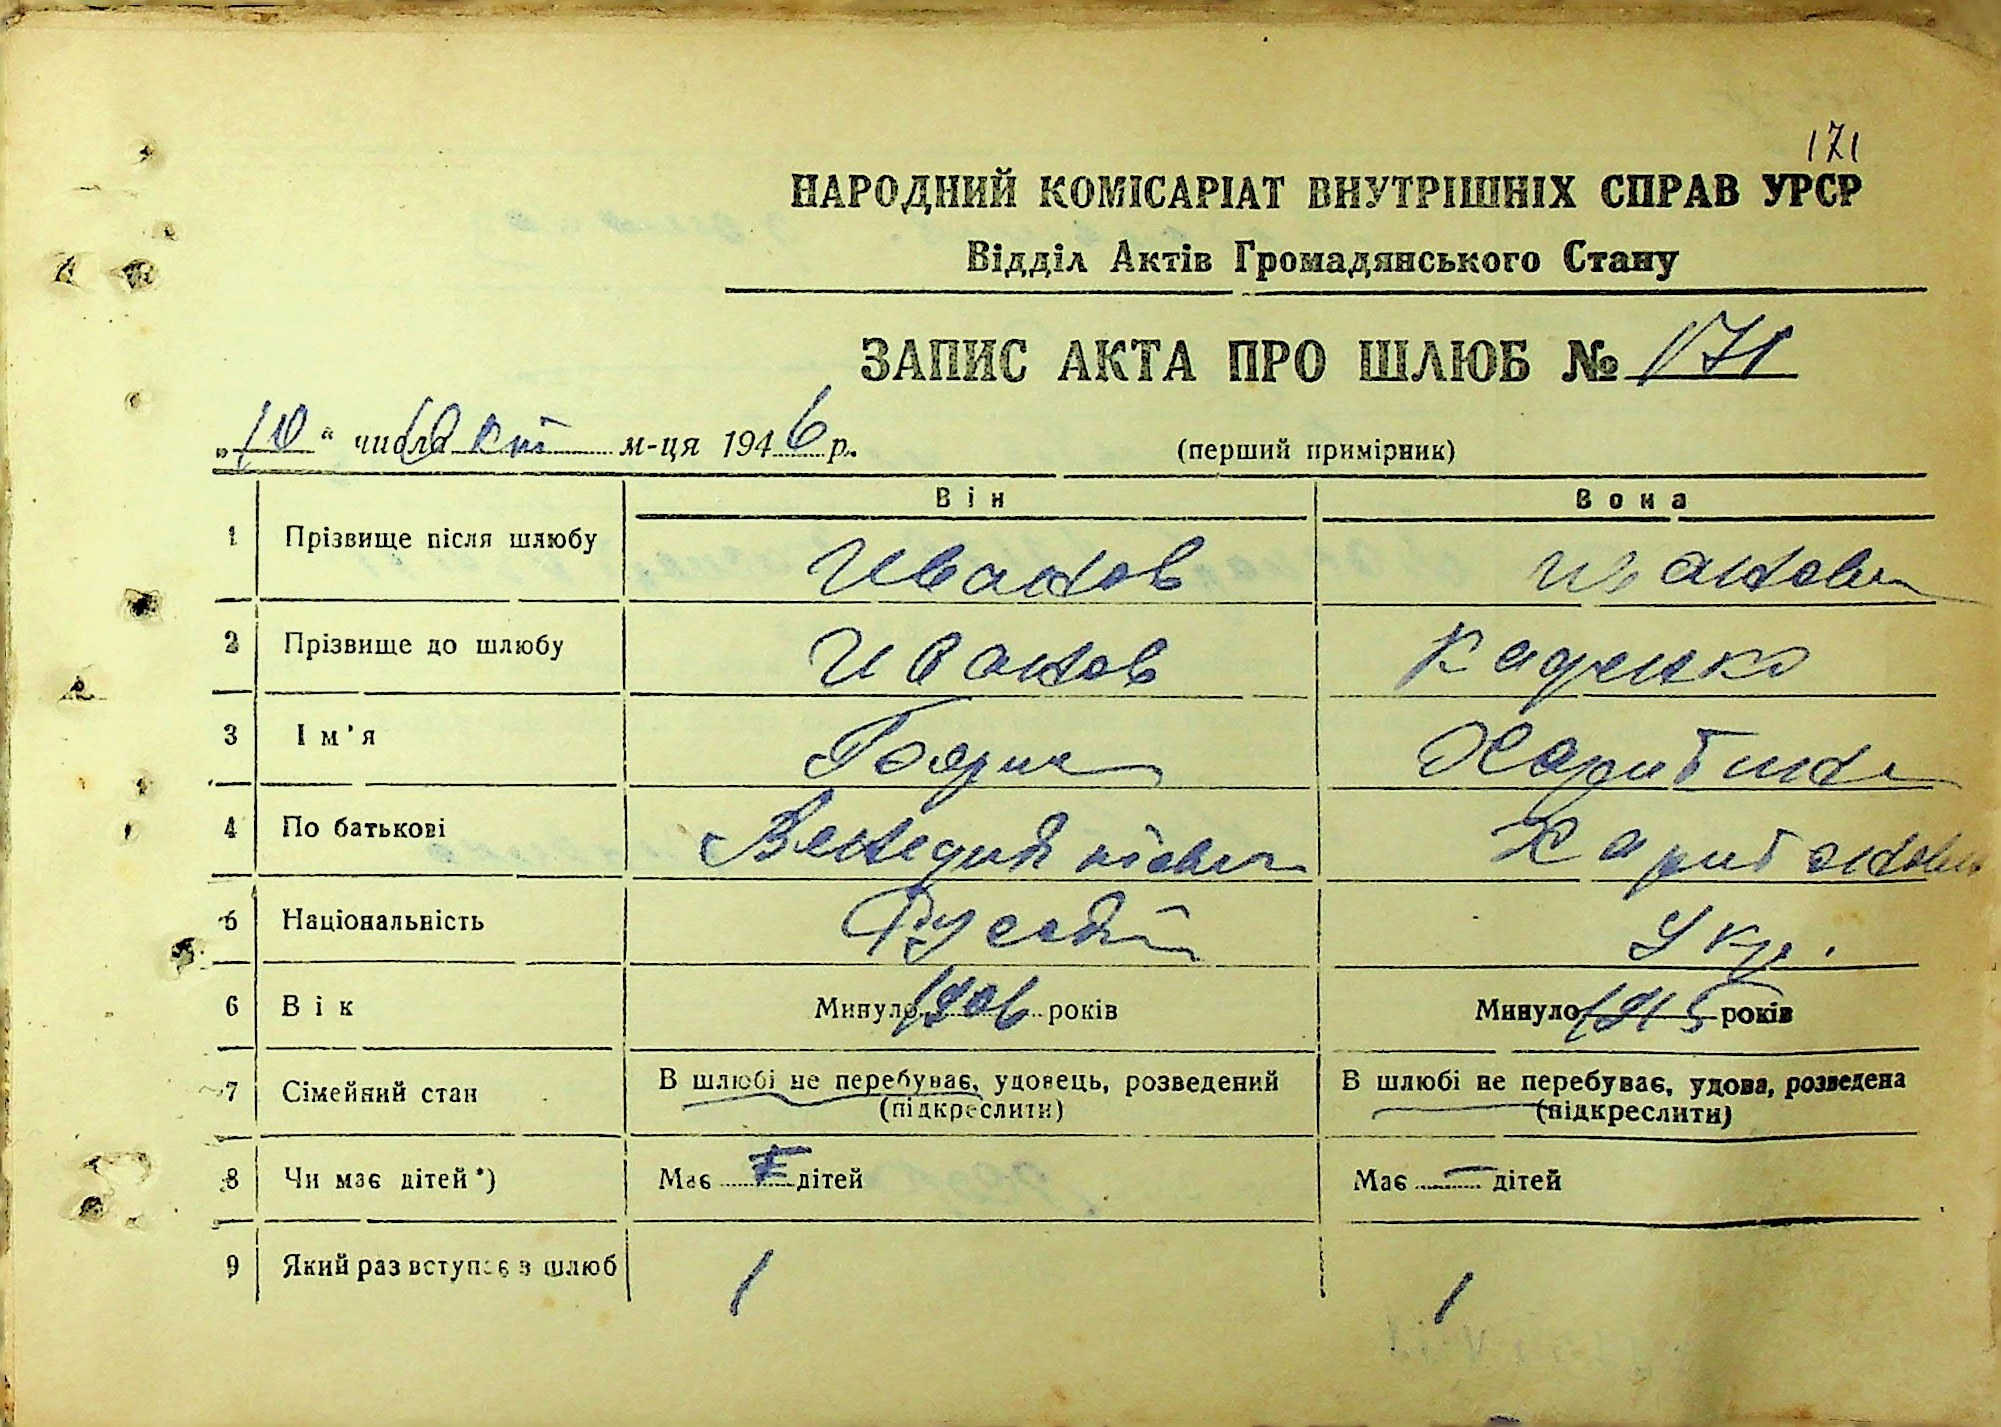 171
НАРОДНИЙ КОМІСАРІАТ ВНУТРІШНІХ СПРАВ УРСР
Відділ Актів Громадянського Стану
ЗАПИС АКТА ПРО ШЛЮБ № 171
„10“ числа окт м-ця 1946 р.
(перший примірник)
Він Вона
1 Прізвище після шлюбу Иванов Иванова
2 Прізвище до шлюбу Иванов
3 Ім'я Харитина
4 По батькові Харитоновна
5 Національність Русский Укр.
6 Вік Минуло 1906 років Минуло 1915 років
7 Сімейний стан В шлюбі не перебуває, удовець, розведений В шлюбі не перебуває, удова, розведена
(підкреслити) (підкреслити)
8 Чи має дітей*) Має дітей Має — дітей
9 Який раз вступає в шлюб 1 1